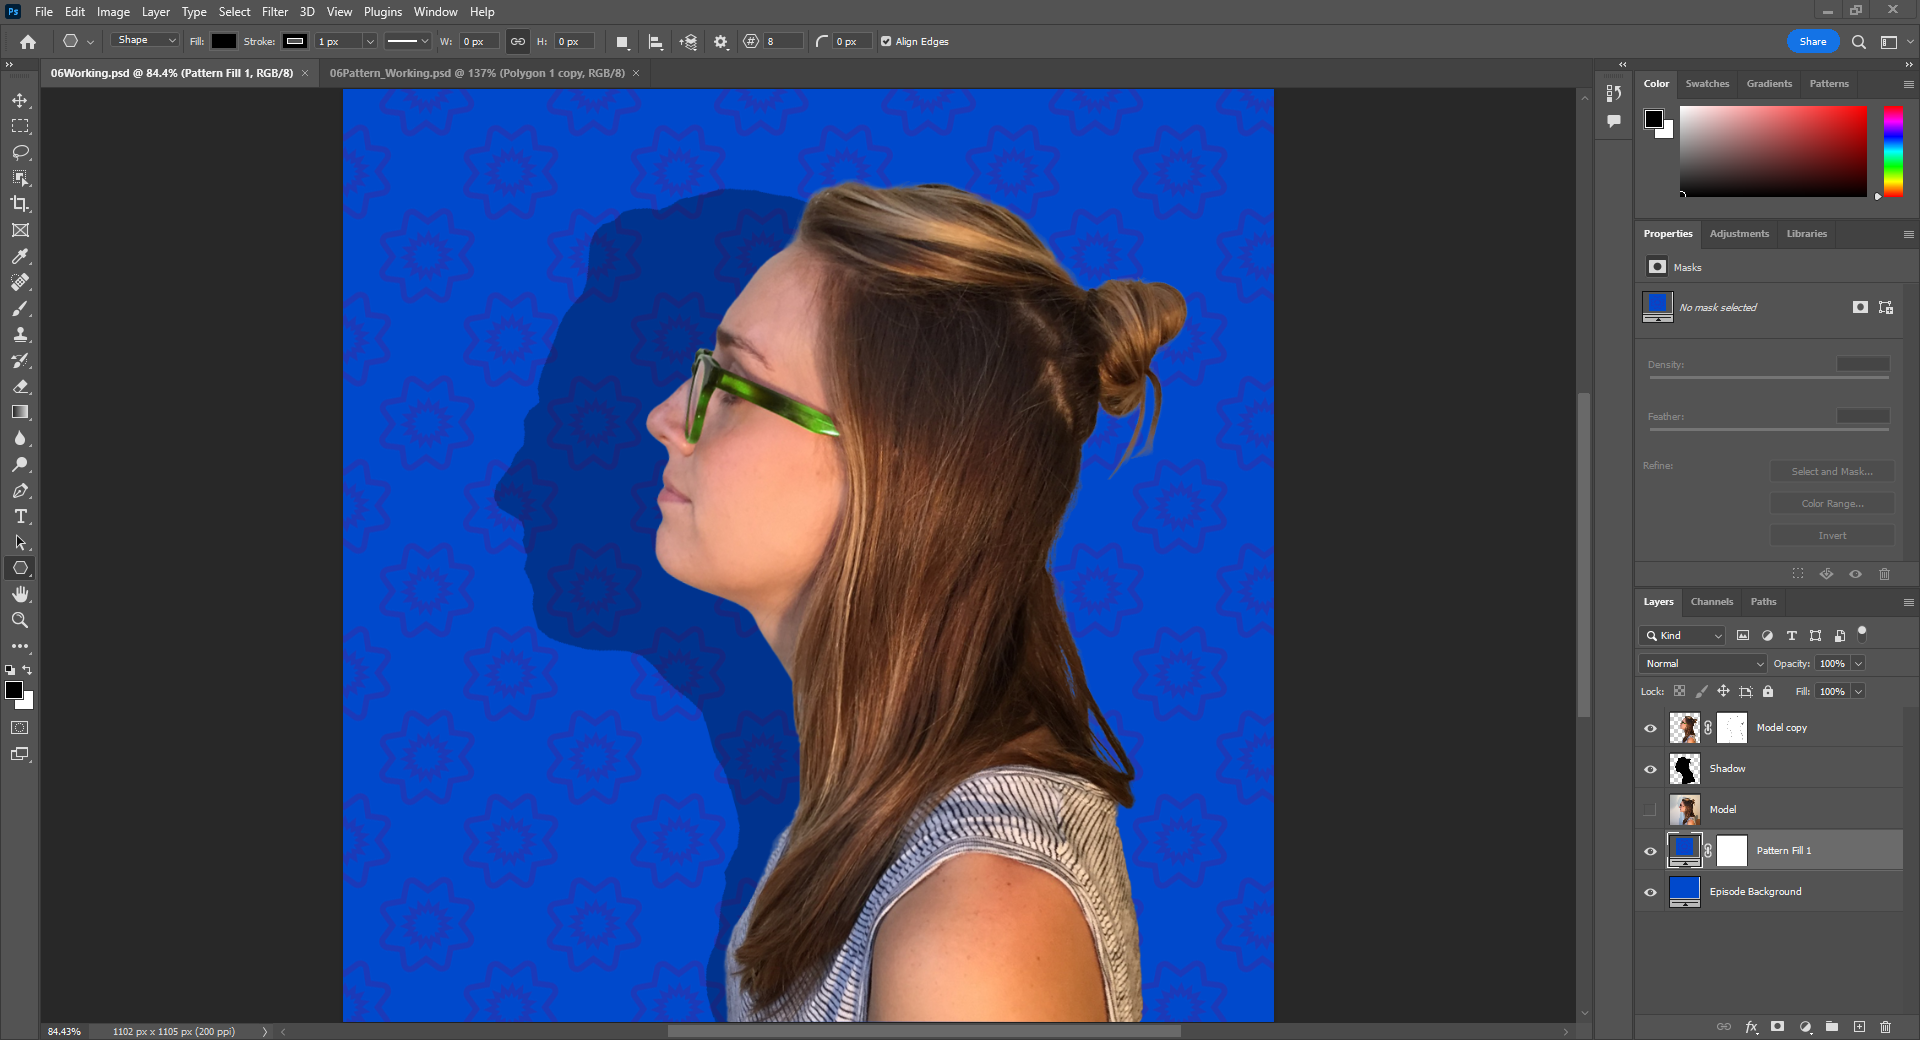 Ps File Edit Image Layer Type Select Filter 3D View Plugins Window Help
Shape Fill: Stroke: 1 px W: 0 px H: 0 px 8 0 px Align Edges Share
06Working.psd @ 84.4% (Pattern Fill 1, RGB/8) × 06Pattern_Working.psd @ 137% (Polygon 1 copy, RGB/8) ×
Color Swatches Gradients Patterns
Properties Adjustments Libraries
Masks
No mask selected
Density:
Feather:
Refine:
Select and Mask...
Color Range...
Invert
Layers Channels Paths
Kind
Normal Opacity: 100%
Lock: Fill: 100%
Model copy
Shadow
Model
Pattern Fill 1
Episode Background
fx
84.43% 1102 px x 1105 px (200 ppi)